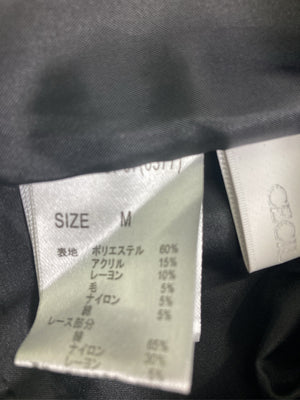 SIZE M
表地 ポリエステル 60%
アクリル 15%
レーヨン 10%
毛 5%
ナイロン 5%
綿 5%
レース部分
綿 65%
ナイロン 30%